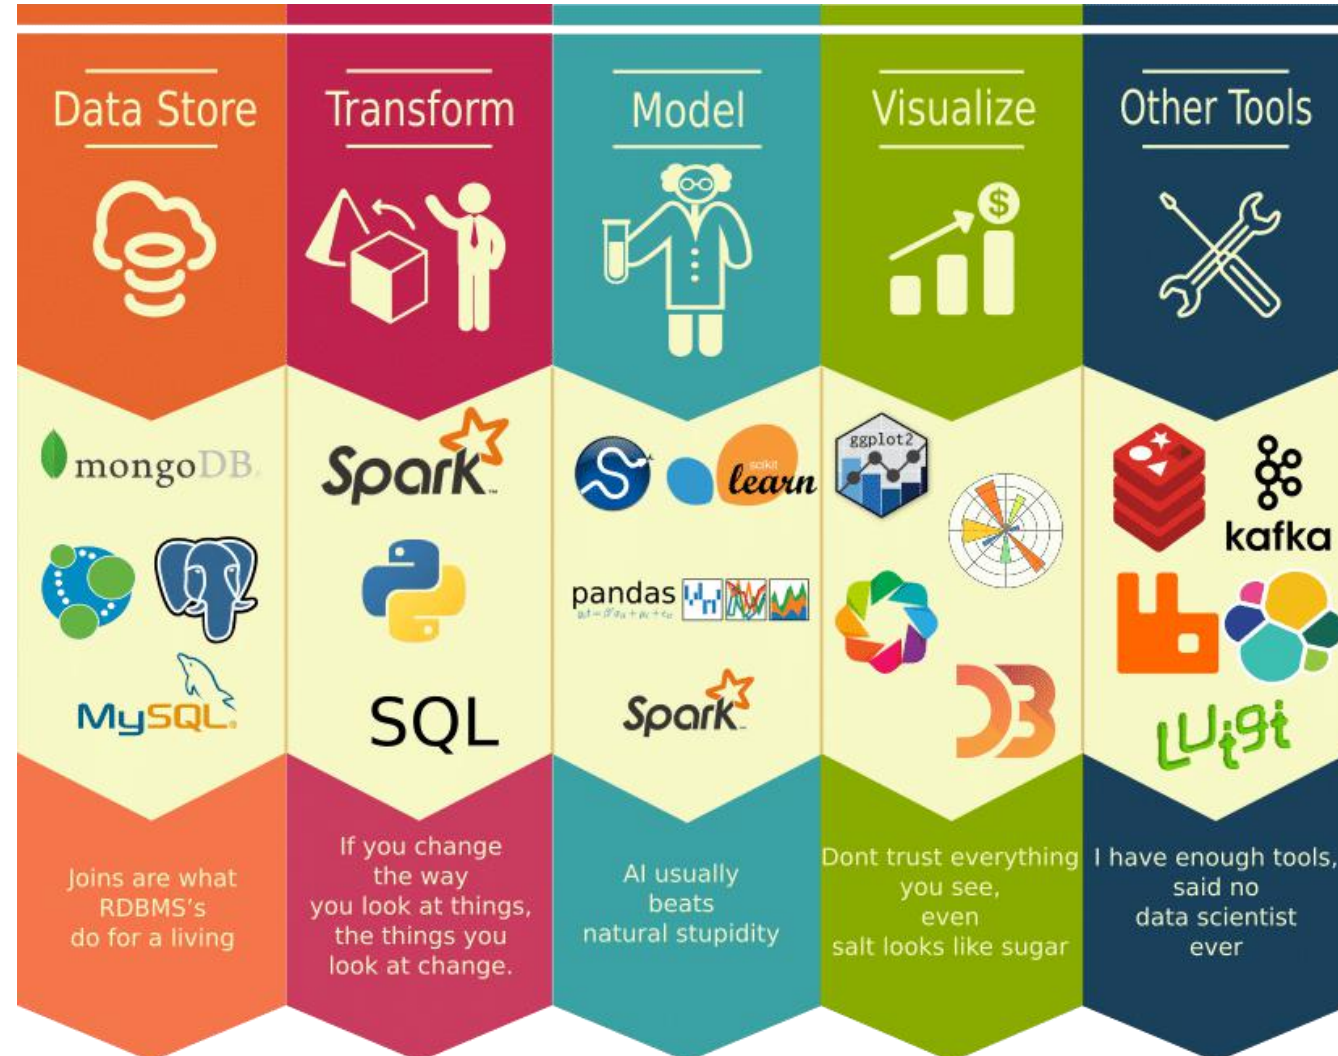 Data Store
Transform
Model
Visualize
Other Tools
$
mongoDB
MySQL
Spark
SQL
scikit
learn
pandas
Spark
ggplot2
D3
kafka
Luigi
Joins are what
RDBMS's
do for a living
If you change
the way
you look at things,
the things you
look at change.
AI usually
beats
natural stupidity
Dont trust everything
you see,
even
salt looks like sugar
I have enough tools,
said no
data scientist
ever